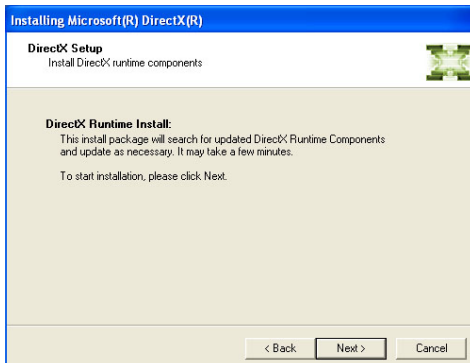 Installing Microsoft(R) DirectX(R)
DirectX Setup
Install DirectX runtime components
DirectX Runtime Install:
This install package will search for updated DirectX Runtime Components
and update as necessary. It may take a few minutes.
To start installation, please click Next.
< Back
Next >
Cancel